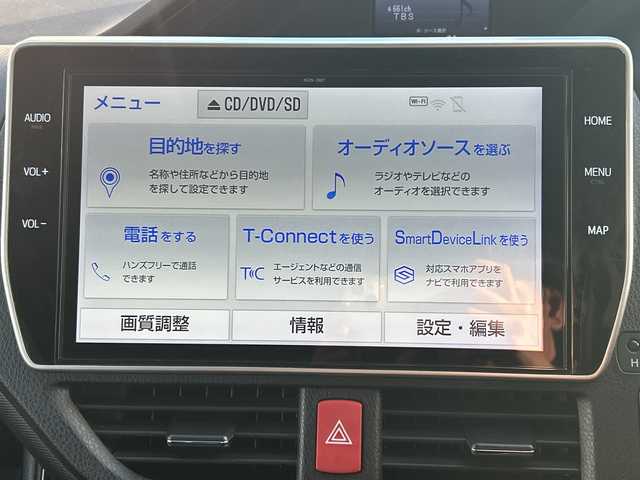 661ch
TBS
AUDIO
VOL+
VOL−
HOME
MENU
MAP
メニュー
CD/DVD/SD
Wi-Fi
目的地を探す
名称や住所などから目的地
を探して設定できます
オーディオソースを選ぶ
ラジオやテレビなどの
オーディオを選択できます
電話をする
ハンズフリーで通話
できます
T-Connectを使う
エージェントなどの通信
サービスを利用できます
SmartDeviceLinkを使う
対応スマホアプリを
ナビで利用できます
画質調整
情報
設定・編集
H